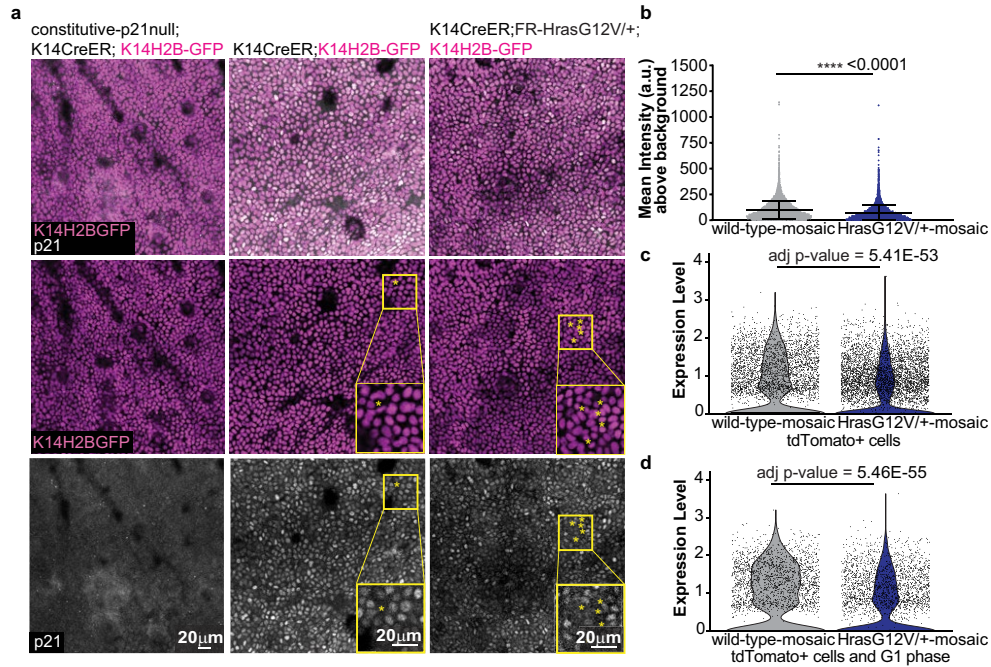 a
constitutive-p21null;
K14CreER; K14H2B-GFP
K14CreER;K14H2B-GFP
K14CreER;FR-HrasG12V/+;
K14H2B-GFP
K14H2BGFP
p21
K14H2BGFP
*
*
*
*
*
*
*
*
*
*
*
*
p21
20µm
*
*
20µm
*
*
*
*
*
*
*
*
*
*
20µm
b
Mean Intensity (a.u.)
above background
1500
1250
1000
750
500
250
0
**** <0.0001
wild-type-mosaic HrasG12V/+-mosaic
c
Expression Level
4
3
2
1
0
adj p-value = 5.41E-53
wild-type-mosaic HrasG12V/+-mosaic
tdTomato+ cells
d
Expression Level
4
3
2
1
0
adj p-value = 5.46E-55
wild-type-mosaic HrasG12V/+-mosaic
tdTomato+ cells and G1 phase